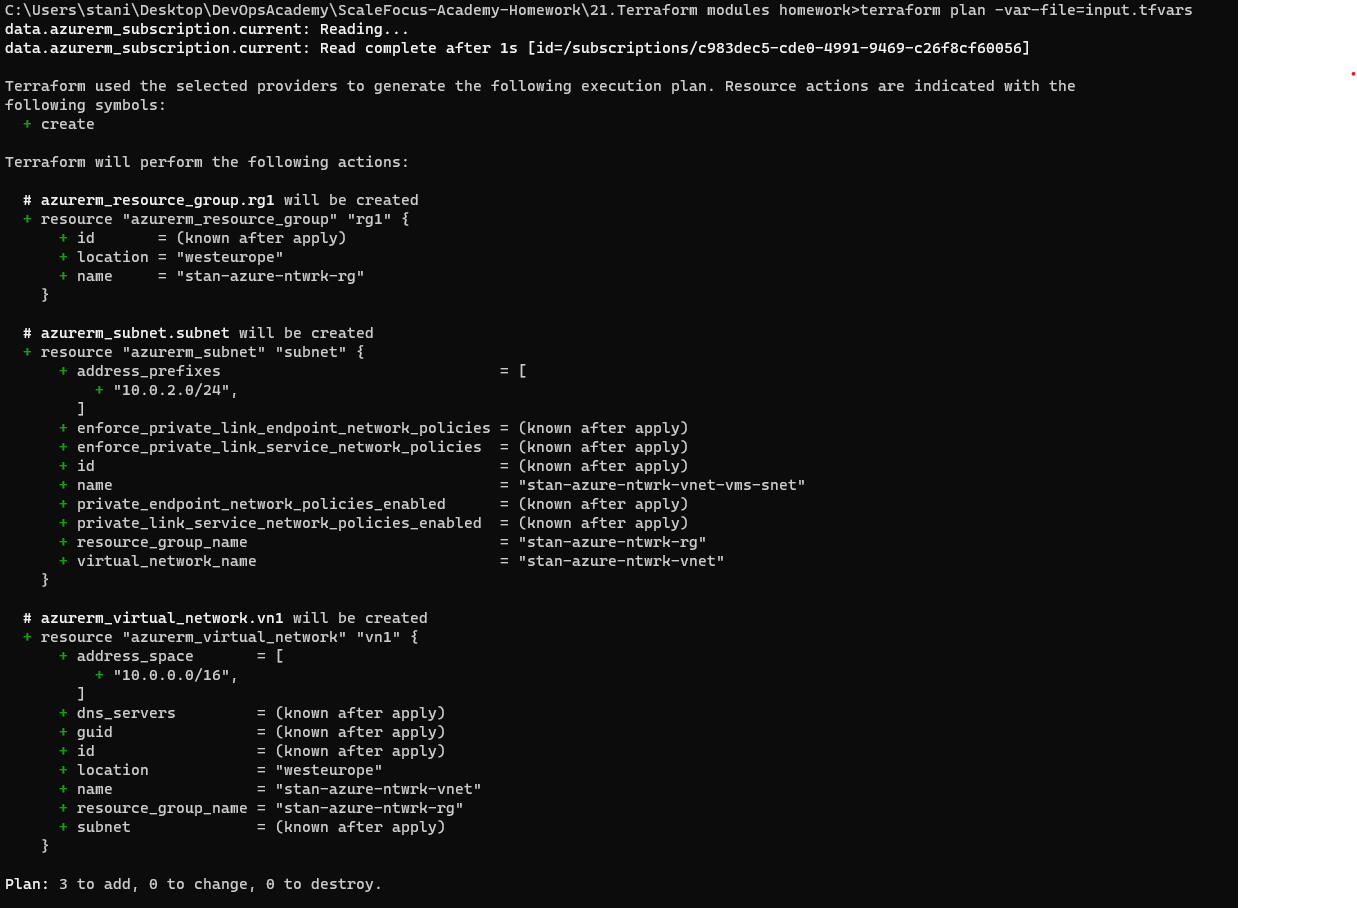 C:\Users\stani\Desktop\DevOpsAcademy\ScaleFocus-Academy-Homework\21.Terraform modules homework>terraform plan -var-file=input.tfvars
data.azurerm_subscription.current: Reading...
data.azurerm_subscription.current: Read complete after 1s [id=/subscriptions/c983dec5-cde0-4991-9469-c26f8cf60056]

Terraform used the selected providers to generate the following execution plan. Resource actions are indicated with the
following symbols:
  + create

Terraform will perform the following actions:

  # azurerm_resource_group.rg1 will be created
  + resource "azurerm_resource_group" "rg1" {
      + id       = (known after apply)
      + location = "westeurope"
      + name     = "stan-azure-ntwrk-rg"
    }

  # azurerm_subnet.subnet will be created
  + resource "azurerm_subnet" "subnet" {
      + address_prefixes                               = [
          + "10.0.2.0/24",
        ]
      + enforce_private_link_endpoint_network_policies = (known after apply)
      + enforce_private_link_service_network_policies  = (known after apply)
      + id                                             = (known after apply)
      + name                                           = "stan-azure-ntwrk-vnet-vms-snet"
      + private_endpoint_network_policies_enabled      = (known after apply)
      + private_link_service_network_policies_enabled  = (known after apply)
      + resource_group_name                            = "stan-azure-ntwrk-rg"
      + virtual_network_name                           = "stan-azure-ntwrk-vnet"
    }

  # azurerm_virtual_network.vn1 will be created
  + resource "azurerm_virtual_network" "vn1" {
      + address_space       = [
          + "10.0.0.0/16",
        ]
      + dns_servers         = (known after apply)
      + guid                = (known after apply)
      + id                  = (known after apply)
      + location            = "westeurope"
      + name                = "stan-azure-ntwrk-vnet"
      + resource_group_name = "stan-azure-ntwrk-rg"
      + subnet              = (known after apply)
    }

Plan: 3 to add, 0 to change, 0 to destroy.